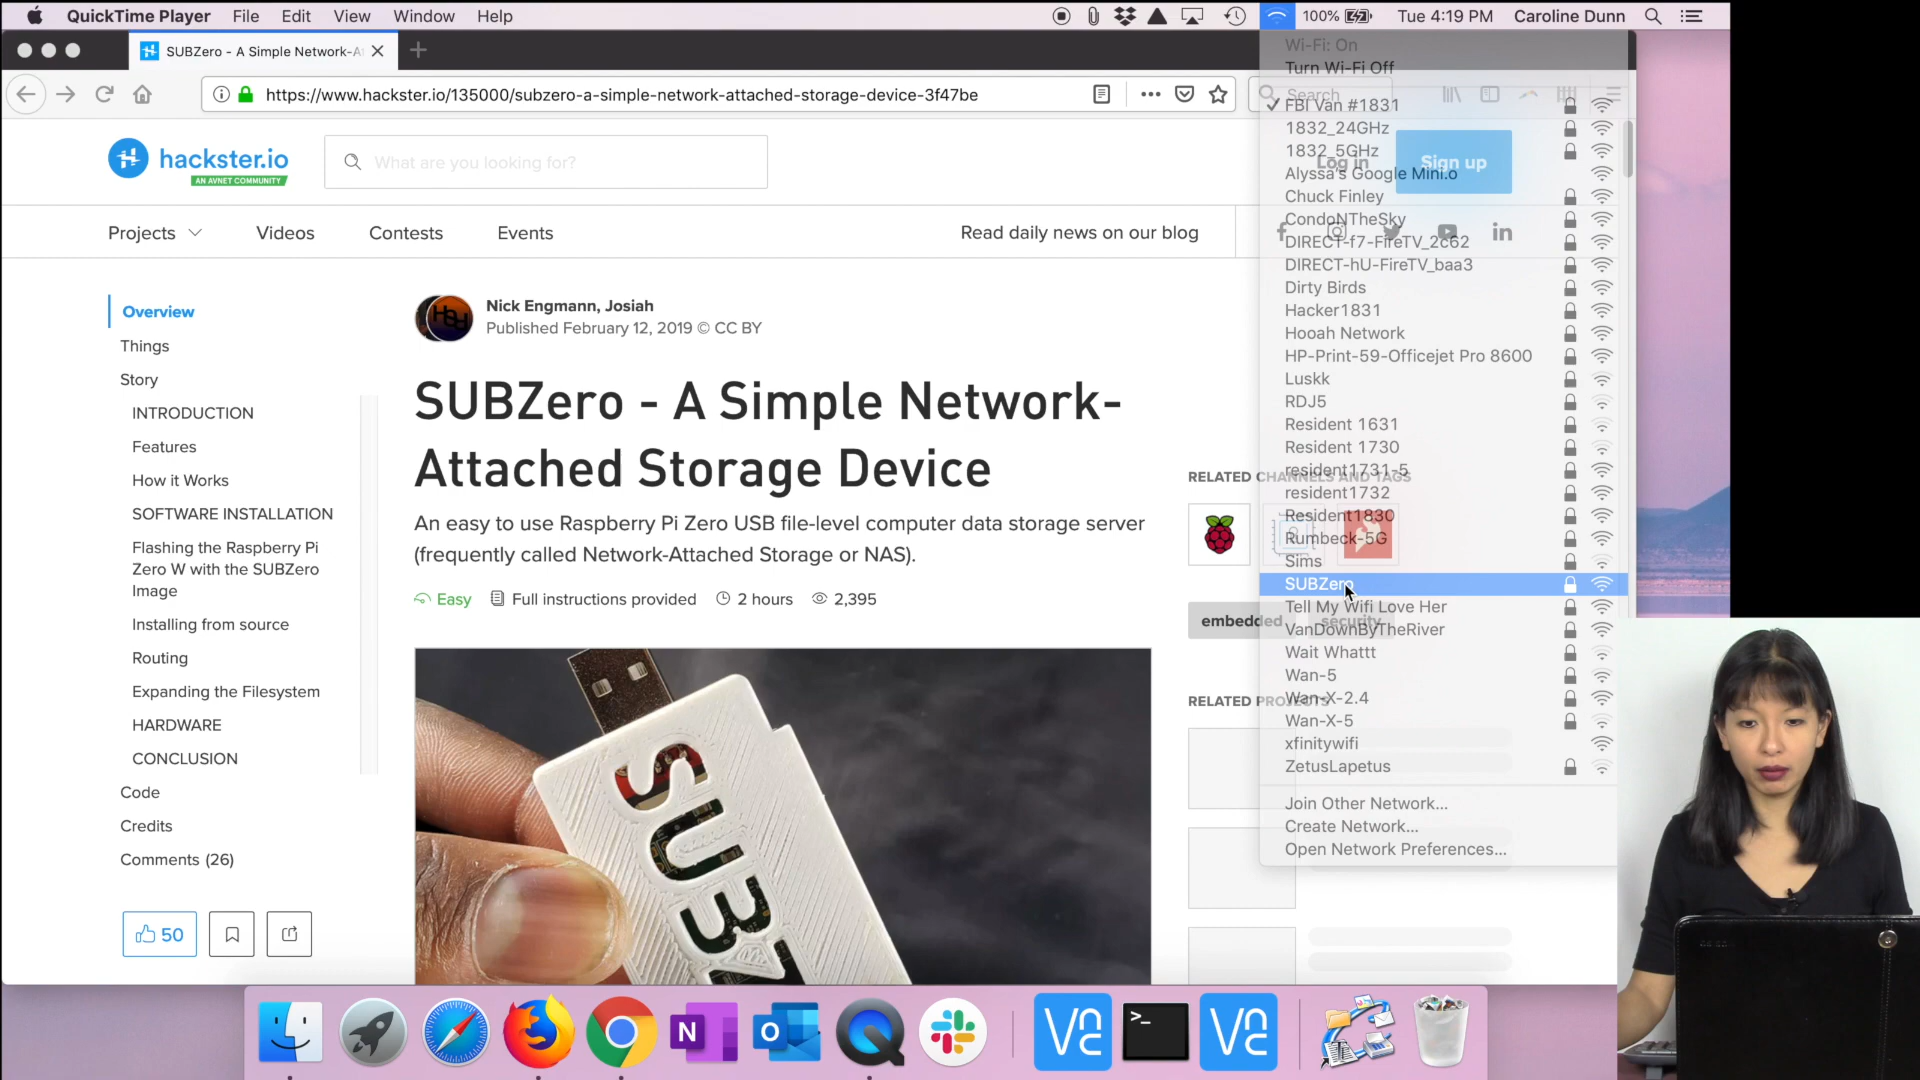 QuickTime Player File Edit View Window Help 100% Tue 4:19 PM Caroline Dunn
SUBZero - A Simple Network-A
https://www.hackster.io/135000/subzero-a-simple-network-attached-storage-device-3f47be
Search
hackster.io
AN AVNET COMMUNITY
What are you looking for?
Log in
Sign up
Projects Videos Contests Events Read daily news on our blog
Overview
Things
Story
INTRODUCTION
Features
How it Works
SOFTWARE INSTALLATION
Flashing the Raspberry Pi
Zero W with the SUBZero
Image
Installing from source
Routing
Expanding the Filesystem
HARDWARE
CONCLUSION
Code
Credits
Comments (26)
50
Nick Engmann, Josiah
Published February 12, 2019 © CC BY
SUBZero - A Simple Network-
Attached Storage Device
An easy to use Raspberry Pi Zero USB file-level computer data storage server
(frequently called Network-Attached Storage or NAS).
Easy Full instructions provided 2 hours 2,395
SUBZ
RELATED CHANNELS AND TAGS
embedded
security
RELATED PROJECTS
Wi-Fi: On
Turn Wi-Fi Off
FBI Van #1831
1832_24GHz
1832_5GHz
Alyssa's Google Mini.o
Chuck Finley
CondoNTheSky
DIRECT-f7-FireTV_2c62
DIRECT-hU-FireTV_baa3
Dirty Birds
Hacker1831
Hooah Network
HP-Print-59-Officejet Pro 8600
Luskk
RDJ5
Resident 1631
Resident 1730
resident1731-5
resident1732
Resident1830
Rumbeck-5G
Sims
SUBZero
Tell My Wifi Love Her
VanDownByTheRiver
Wait Whattt
Wan-5
Wan-X-2.4
Wan-X-5
xfinitywifi
ZetusLapetus
Join Other Network...
Create Network...
Open Network Preferences...